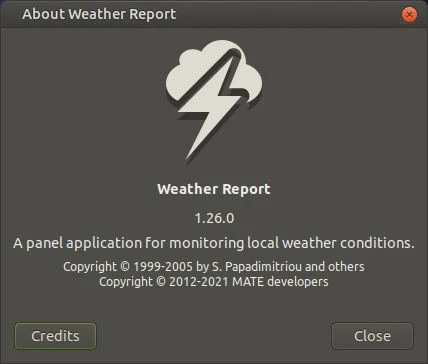 About Weather Report
Weather Report
1.26.0
A panel application for monitoring local weather conditions.
Copyright © 1999-2005 by S. Papadimitriou and others
Copyright © 2012-2021 MATE developers
Credits
Close